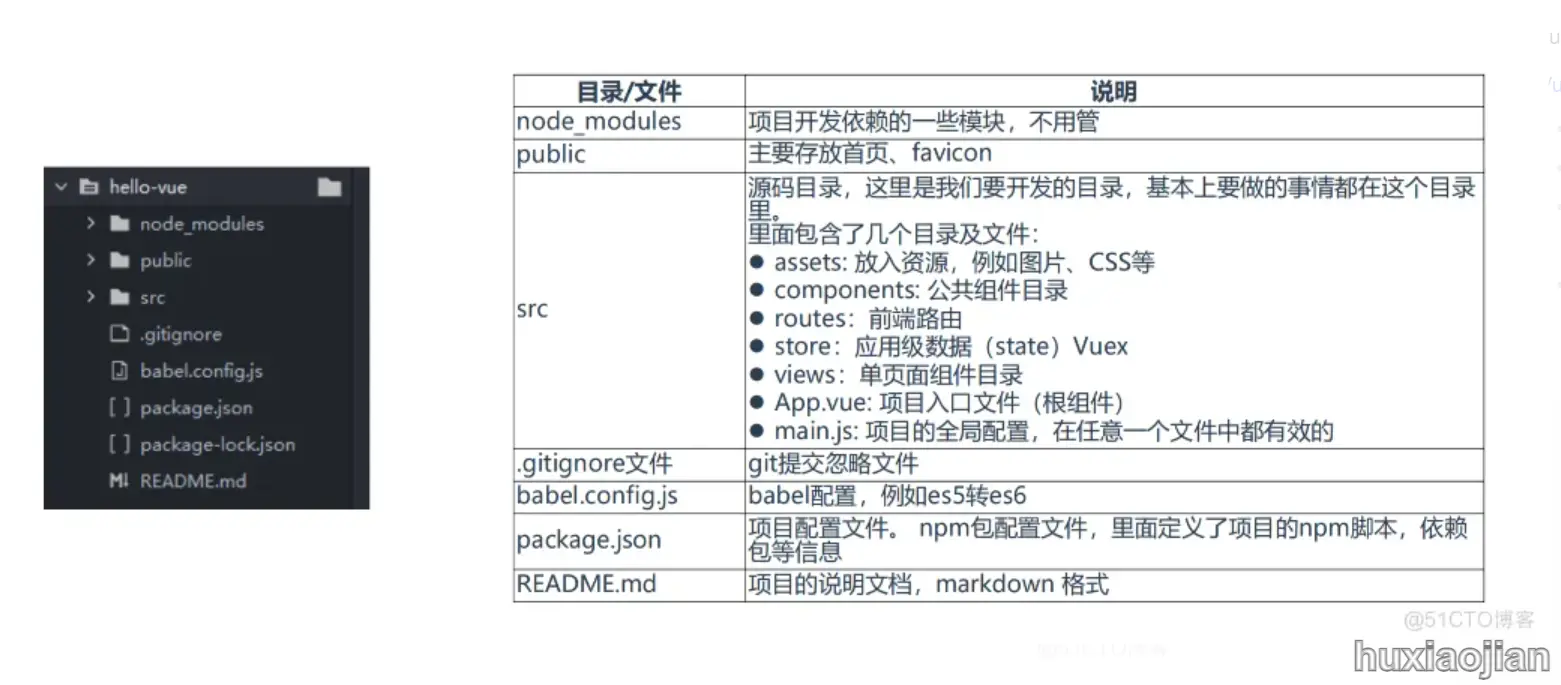 hello-vue
node_modules
public
src
.gitignore
babel.config.js
package.json
package-lock.json
README.md
目录/文件 说明
node_modules 项目开发依赖的一些模块，不用管
public 主要存放首页、favicon
src
源码目录，这里是我们要开发的目录，基本上要做的事情都在这个目录
里。
里面包含了几个目录及文件：
● assets: 放入资源，例如图片、CSS等
● components: 公共组件目录
● routes：前端路由
● store：应用级数据（state）Vuex
● views：单页面组件目录
● App.vue: 项目入口文件（根组件）
● main.js: 项目的全局配置，在任意一个文件中都有效的
.gitignore文件 git提交忽略文件
babel.config.js babel配置，例如es5转es6
package.json 项目配置文件。 npm包配置文件，里面定义了项目的npm脚本，依赖
包等信息
README.md 项目的说明文档，markdown 格式
@51CTO博客
huxiaojian